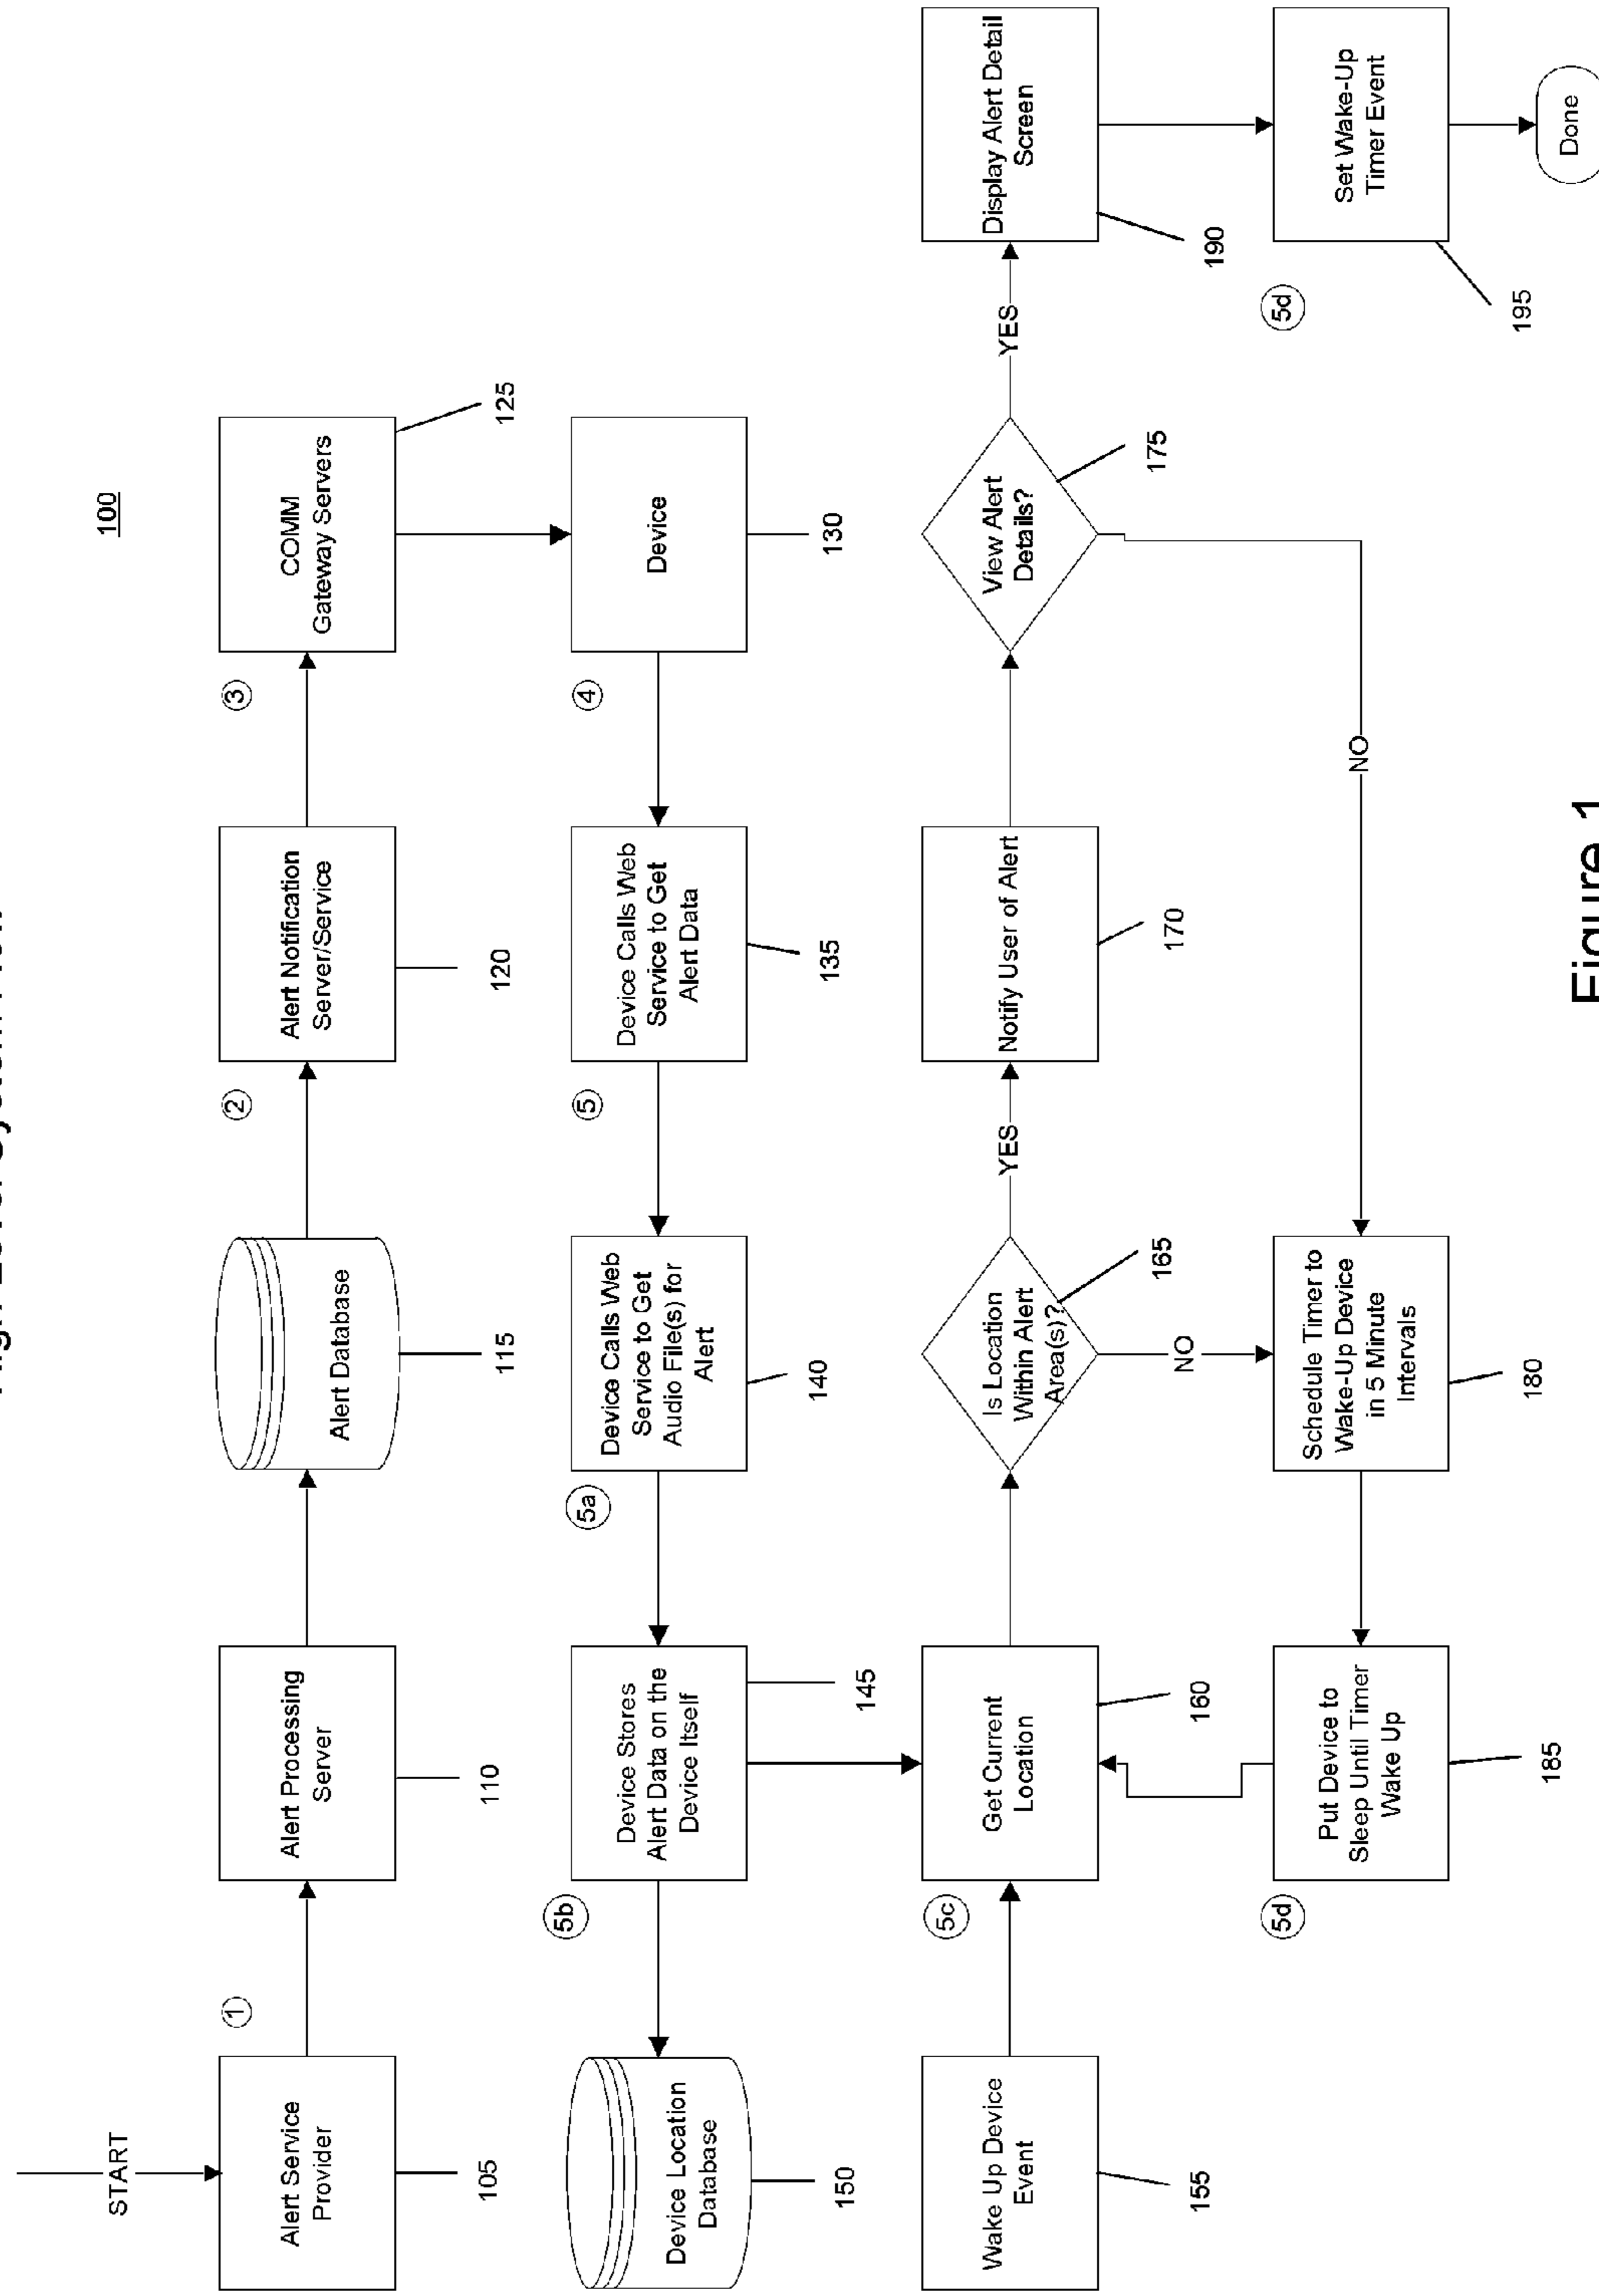 High Level System Flow
100
START
Alert Service
Provider
105
1
Alert Processing
Server
110
Alert Database
115
2
Alert Notification
Server/Service
120
3
COMM
Gateway Servers
125
Device
130
4
Device Calls Web
Service to Get
Alert Data
135
5
Device Calls Web
Service to Get
Audio File(s) for
Alert
140
5a
Device Stores
Alert Data on the
Device Itself
145
5b
Device Location
Database
150
Wake Up Device
Event
155
5c
Get Current
Location
160
Is Location
Within Alert
Area(s)?
165
YES
NO
Notify User of Alert
170
View Alert
Details?
175
YES
NO
Display Alert Detail
Screen
190
Schedule Timer to
Wake-Up Device
in 5 Minute
Intervals
180
Put Device to
Sleep Until Timer
Wake Up
185
5d
5d
Set Wake-Up
Timer Event
195
Done
Figure 1